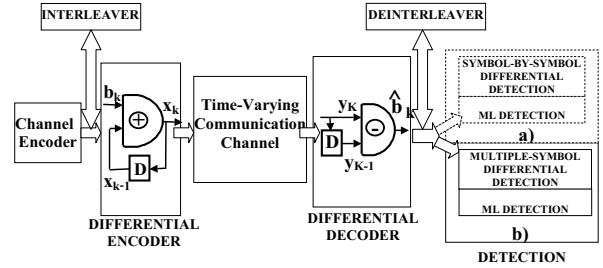 INTERLEAVER
DEINTERLEAVER
Channel
Encoder
b_k
x_k
D
x_{k-1}
DIFFERENTIAL
ENCODER
Time-Varying
Communication
Channel
y_K
D
y_{K-1}
b̂_k
DIFFERENTIAL
DECODER
SYMBOL-BY-SYMBOL
DIFFERENTIAL
DETECTION
ML DETECTION
a)
MULTIPLE-SYMBOL
DIFFERENTIAL
DETECTION
ML DETECTION
b)
DETECTION